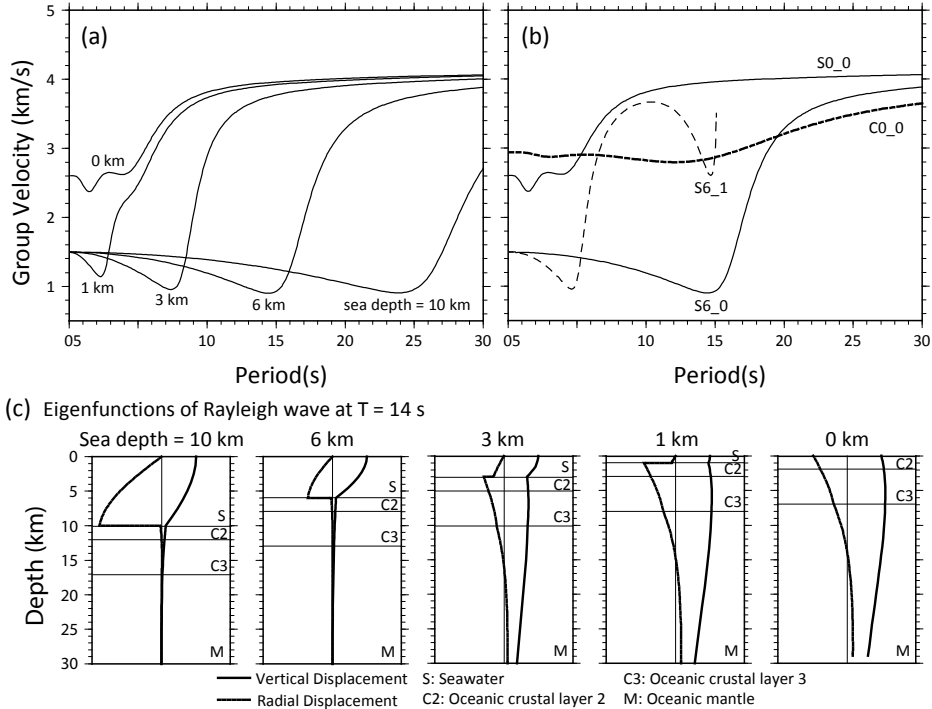 (a)
(b)
5
4
3
2
1
Group Velocity (km/s)
0 km
1 km
3 km
6 km
sea depth = 10 km
S0_0
C0_0
S6_1
S6_0
05 10 15 20 25 30
05 10 15 20 25 30
Period(s)
Period(s)
(c) Eigenfunctions of Rayleigh wave at T = 14 s
Sea depth = 10 km
6 km
3 km
1 km
0 km
0
5
10
15
20
25
30
Depth (km)
S
C2
C3
M
S
C2
C3
M
S
C2
C3
M
S
C2
C3
M
C2
C3
M
Vertical Displacement
S: Seawater
C3: Oceanic crustal layer 3
Radial Displacement
C2: Oceanic crustal layer 2
M: Oceanic mantle